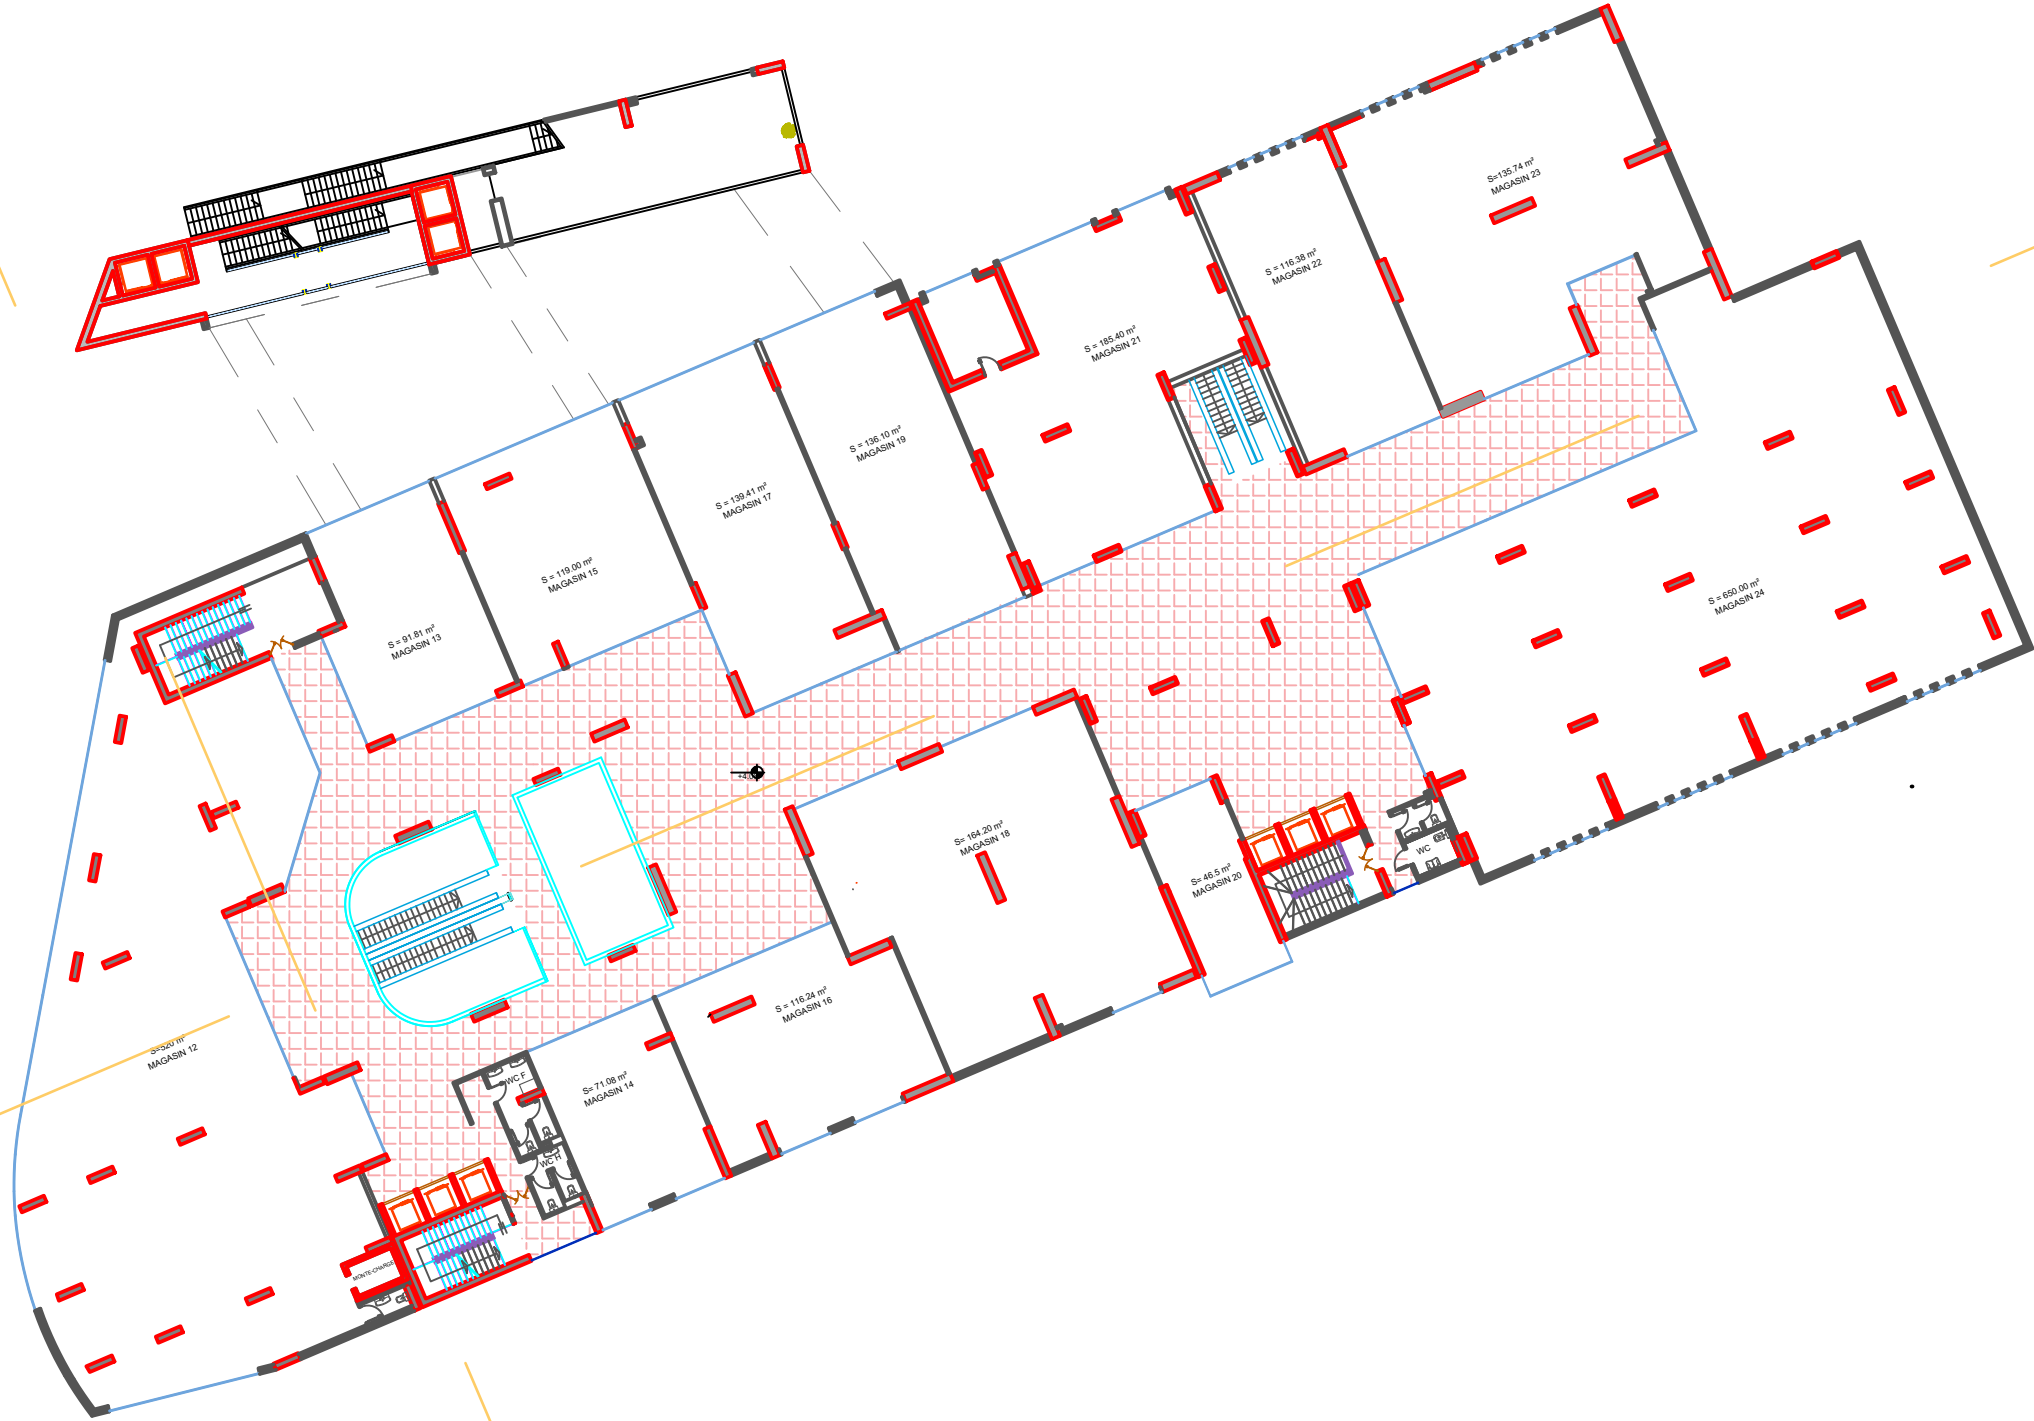 S=135.74 m²
MAGASIN 23
S = 116.38 m²
MAGASIN 22
S = 185.40 m²
MAGASIN 21
S = 136.10 m²
MAGASIN 19
S = 139.41 m²
MAGASIN 17
S = 119.00 m²
MAGASIN 15
S = 91.81 m²
MAGASIN 13
S = 650.00 m²
MAGASIN 24
S= 164.20 m²
MAGASIN 18
S= 46.5 m²
MAGASIN 20
WC
S = 116.24 m²
MAGASIN 16
S= 71.08 m²
MAGASIN 14
WC F
WC H
MAGASIN 12
MONTE-CHARGE